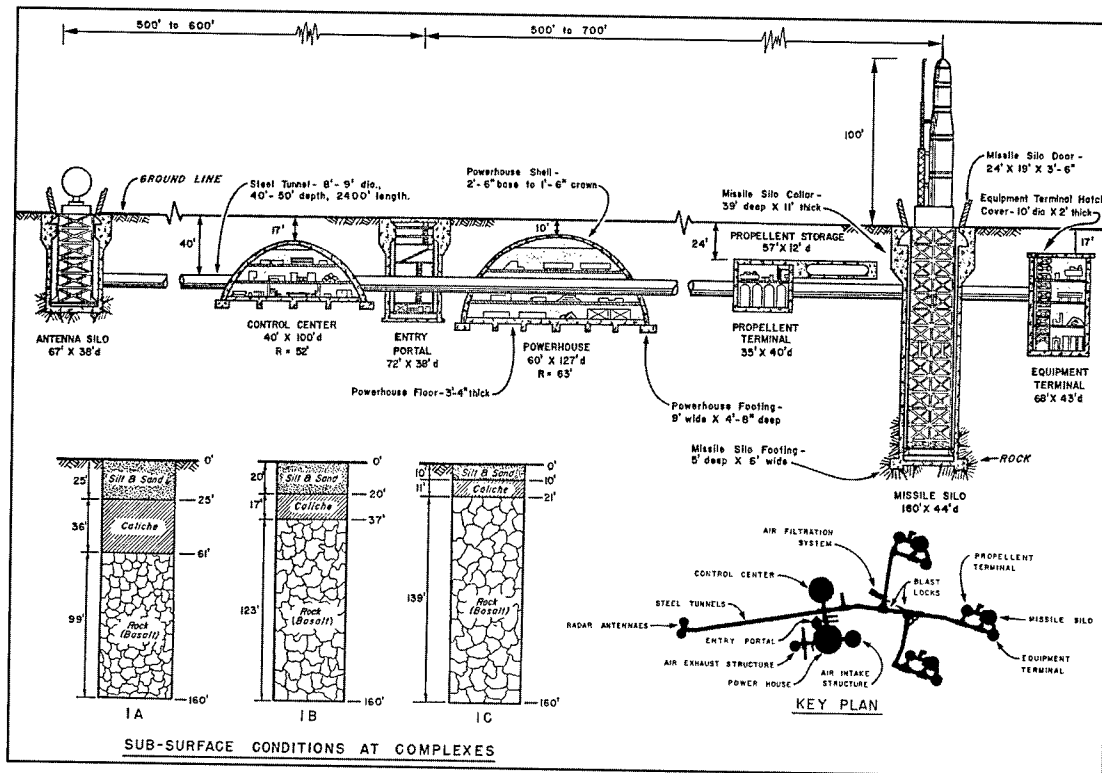 500' to 600'
500' to 700'
100'
GROUND LINE
Steel Tunnel - 8'- 9' dia.,
40'- 50' depth, 2400' length.
Powerhouse Shell -
2'-6" base to 1'-6" crown
Missile Silo Collar -
39' deep X 11' thick
Missile Silo Door -
24' X 19' X 3'-6"
Equipment Terminal Hatch
Cover - 10' dia X 2' thick
40'
17'
10'
24'
PROPELLENT STORAGE
57' X 12' d
17'
ANTENNA SILO
67' X 38' d
CONTROL CENTER
40' X 100' d
R = 52'
ENTRY
PORTAL
72' X 38' d
POWERHOUSE
60' X 127' d
R = 63'
PROPELLENT
TERMINAL
35' X 40' d
EQUIPMENT
TERMINAL
68' X 43' d
Powerhouse Floor - 3'-4" thick
Powerhouse Footing -
9' wide X 4'-8" deep
Missile Silo Footing -
5' deep X 6' wide
ROCK
MISSILE SILO
160' X 44' d
0'
25'
Silt & Sand
25'
36'
Caliche
61'
99'
Rock
(Basalt)
160'
1A
0'
20'
Silt & Sand
20'
17'
Caliche
37'
123'
Rock
(Basalt)
160'
1B
0'
10'
Silt & Sand
10'
11'
Caliche
21'
139'
Rock
(Basalt)
160'
1C
SUB-SURFACE CONDITIONS AT COMPLEXES
AIR FILTRATION
SYSTEM
CONTROL CENTER
PROPELLENT
TERMINAL
BLAST
LOCKS
STEEL TUNNELS
MISSILE SILO
RADAR ANTENNAES
ENTRY PORTAL
AIR EXHAUST STRUCTURE
POWER HOUSE
AIR INTAKE
STRUCTURE
EQUIPMENT
TERMINAL
KEY PLAN